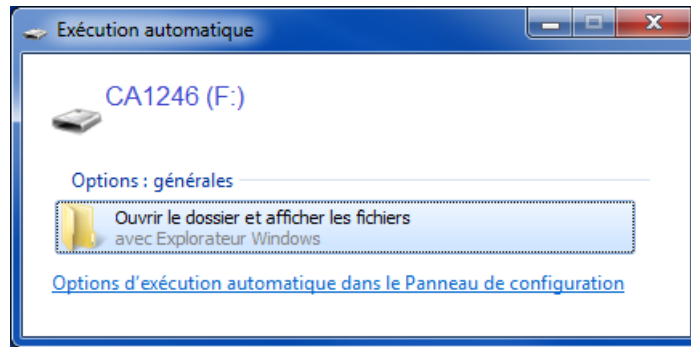 Exécution automatique
CA1246 (F:)
Options : générales
Ouvrir le dossier et afficher les fichiers
avec Explorateur Windows
Options d'exécution automatique dans le Panneau de configuration